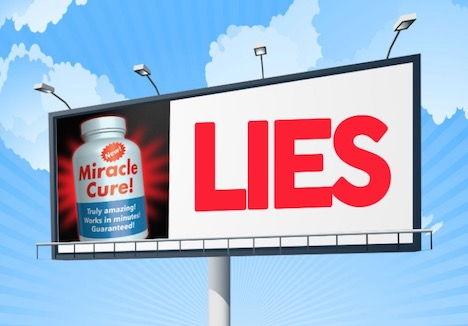 New!
Miracle
Cure!
Truly amazing!
Works in minutes!
Guaranteed!
LIES